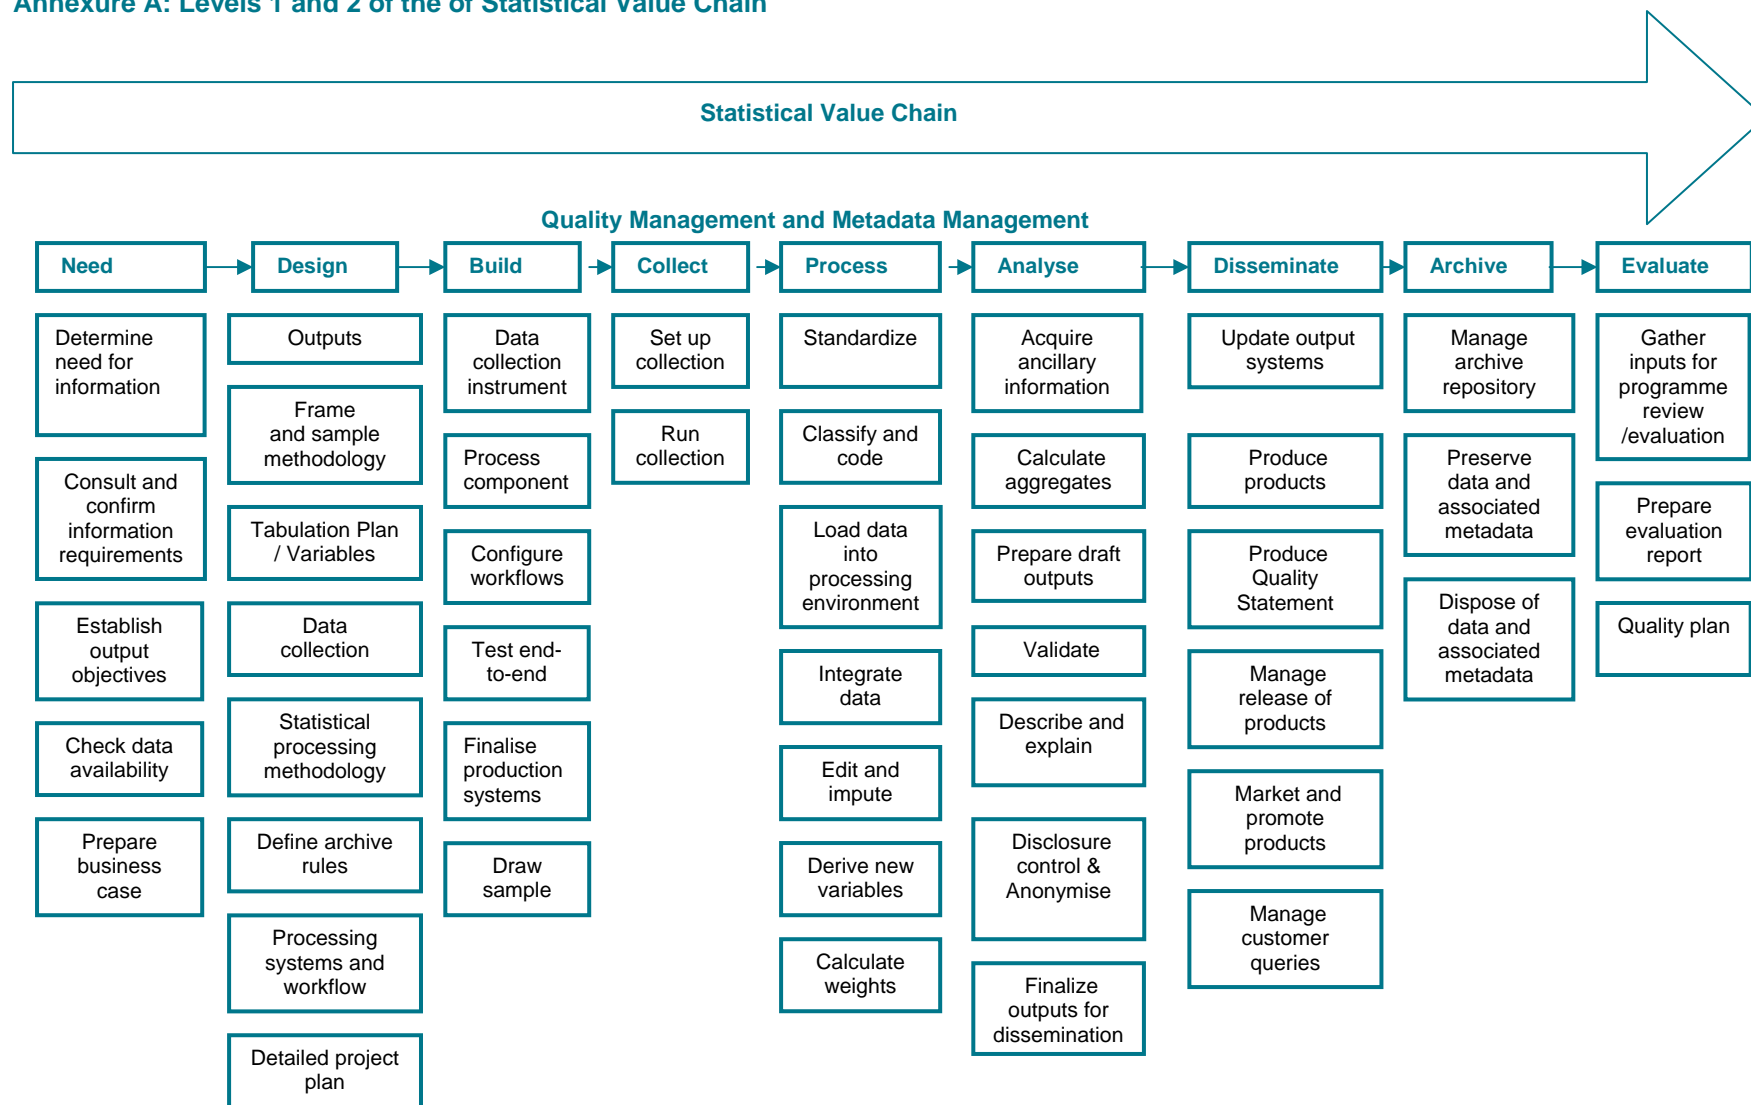 Annexure A: Levels 1 and 2 of the of Statistical Value Chain
Statistical Value Chain
Quality Management and Metadata Management
Need
Design
Build
Collect
Process
Analyse
Disseminate
Archive
Evaluate
Determine
need for
information
Consult and
confirm
information
requirements
Establish
output
objectives
Check data
availability
Prepare
business
case
Outputs
Frame
and sample
methodology
Tabulation Plan
/ Variables
Data
collection
Statistical
processing
methodology
Define archive
rules
Processing
systems and
workflow
Detailed project
plan
Data
collection
instrument
Process
component
Configure
workflows
Test end-
to-end
Finalise
production
systems
Draw
sample
Set up
collection
Run
collection
Standardize
Classify and
code
Load data
into
processing
environment
Integrate
data
Edit and
impute
Derive new
variables
Calculate
weights
Acquire
ancillary
information
Calculate
aggregates
Prepare draft
outputs
Validate
Describe and
explain
Disclosure
control &
Anonymise
Finalize
outputs for
dissemination
Update output
systems
Produce
products
Produce
Quality
Statement
Manage
release of
products
Market and
promote
products
Manage
customer
queries
Manage
archive
repository
Preserve
data and
associated
metadata
Dispose of
data and
associated
metadata
Gather
inputs for
programme
review
/evaluation
Prepare
evaluation
report
Quality plan